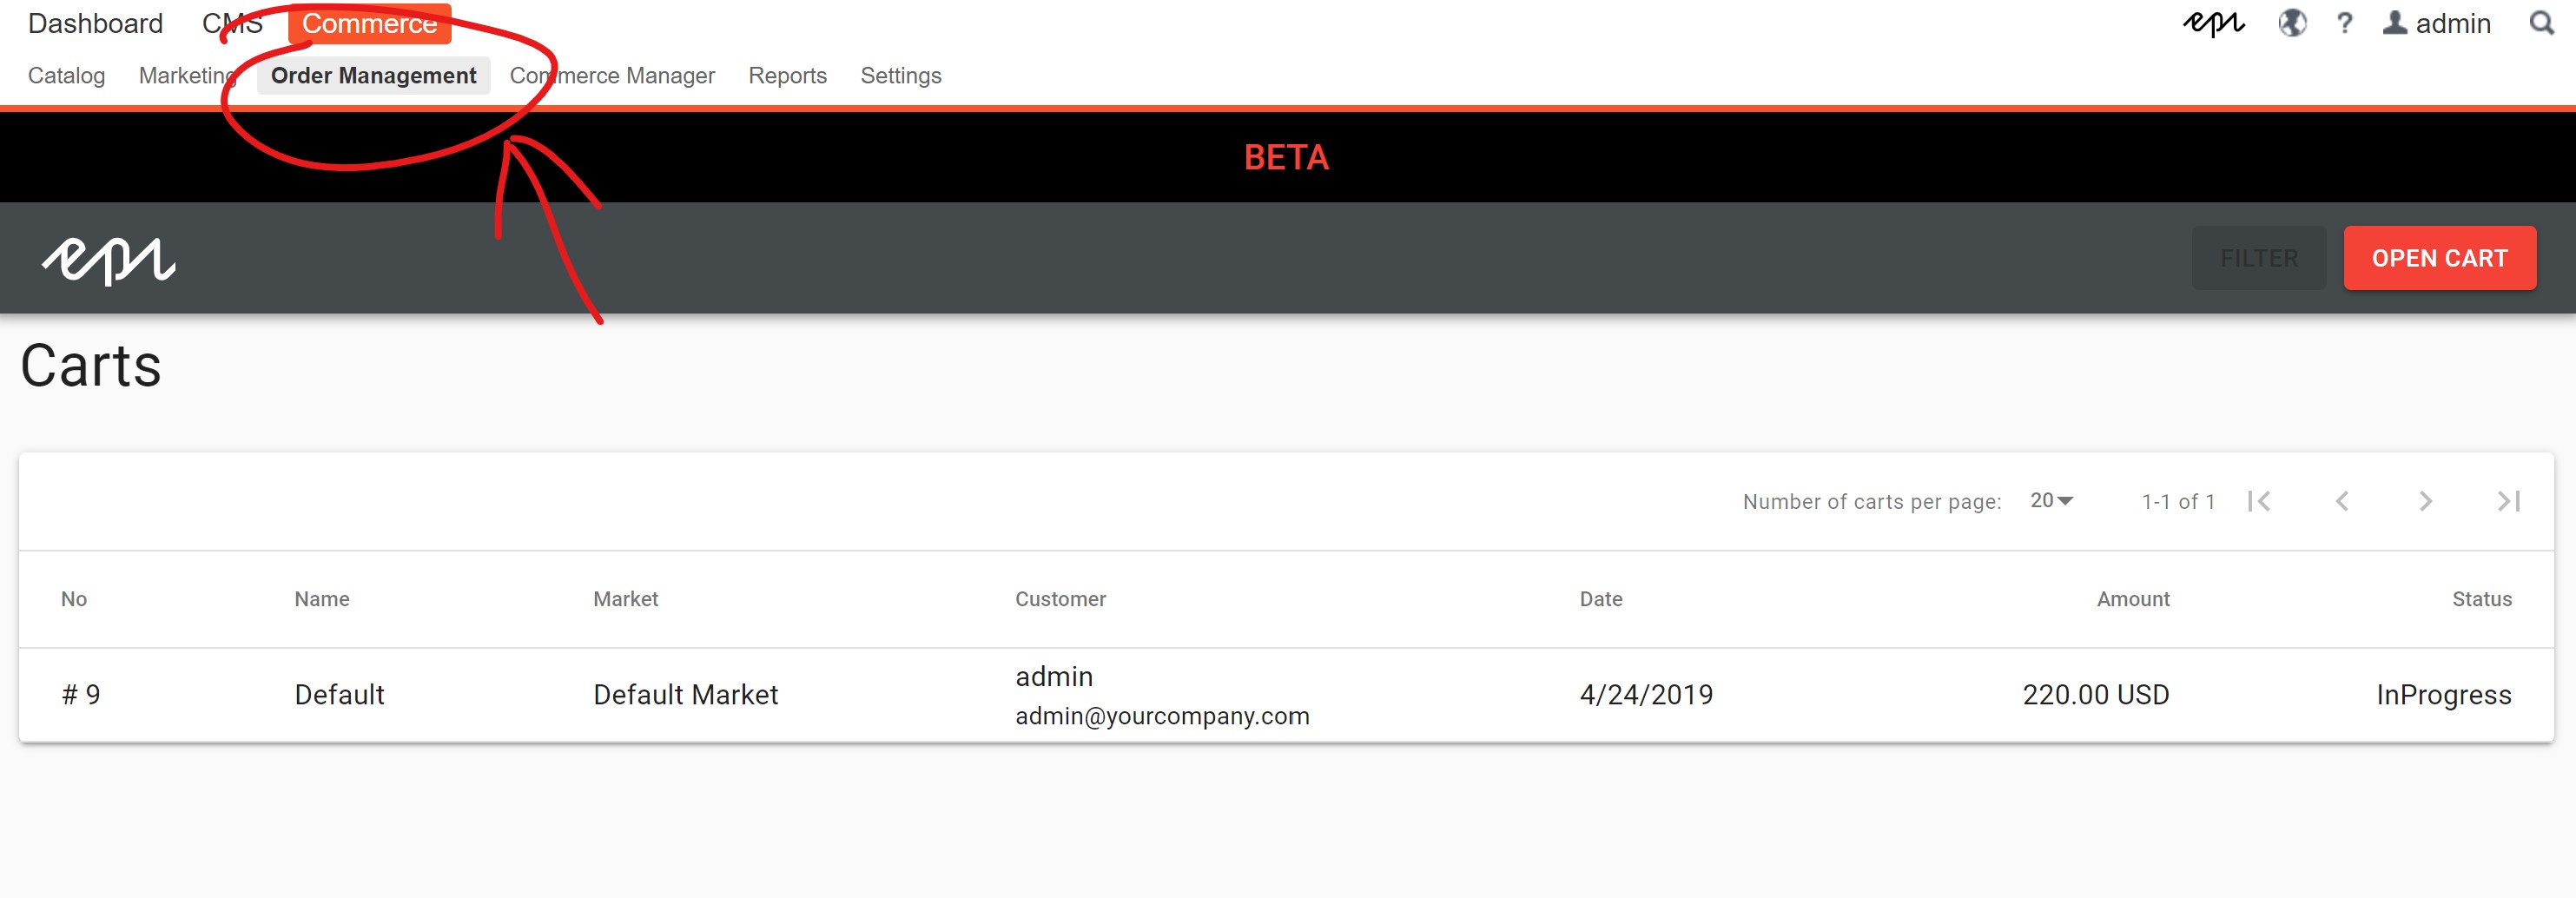 Dashboard CMS Commerce epi ? admin
Catalog Marketing Order Management Commerce Manager Reports Settings
BETA
epi FILTER OPEN CART
Carts
Number of carts per page: 20 1-1 of 1
No Name Market Customer Date Amount Status
# 9 Default Default Market admin 4/24/2019 220.00 USD InProgress
admin@yourcompany.com